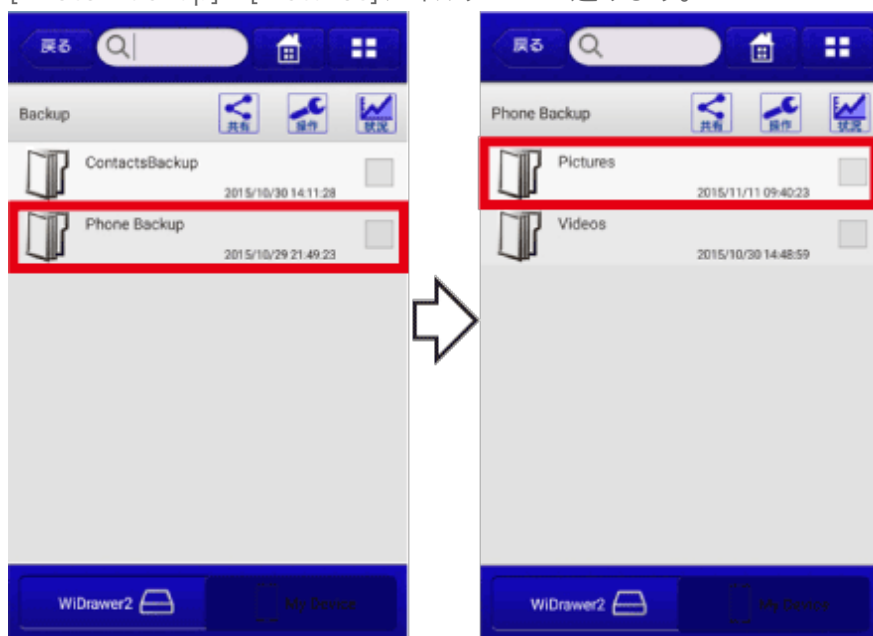 戻る
Backup
共有
操作
状況
ContactsBackup
2015/10/30 14:11:28
Phone Backup
2015/10/29 21:49:23
WiDrawer2
My Device
戻る
Phone Backup
共有
操作
状況
Pictures
2015/11/11 09:40:23
Videos
2015/10/30 14:48:59
WiDrawer2
My Device